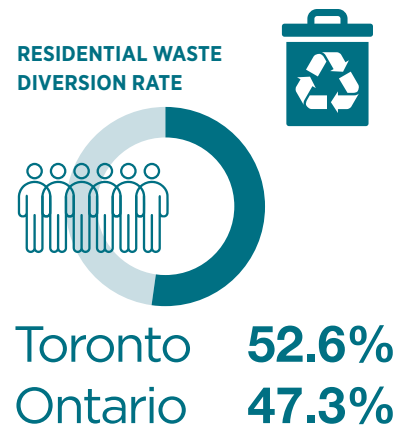 RESIDENTIAL WASTE
DIVERSION RATE
Toronto 52.6%
Ontario 47.3%